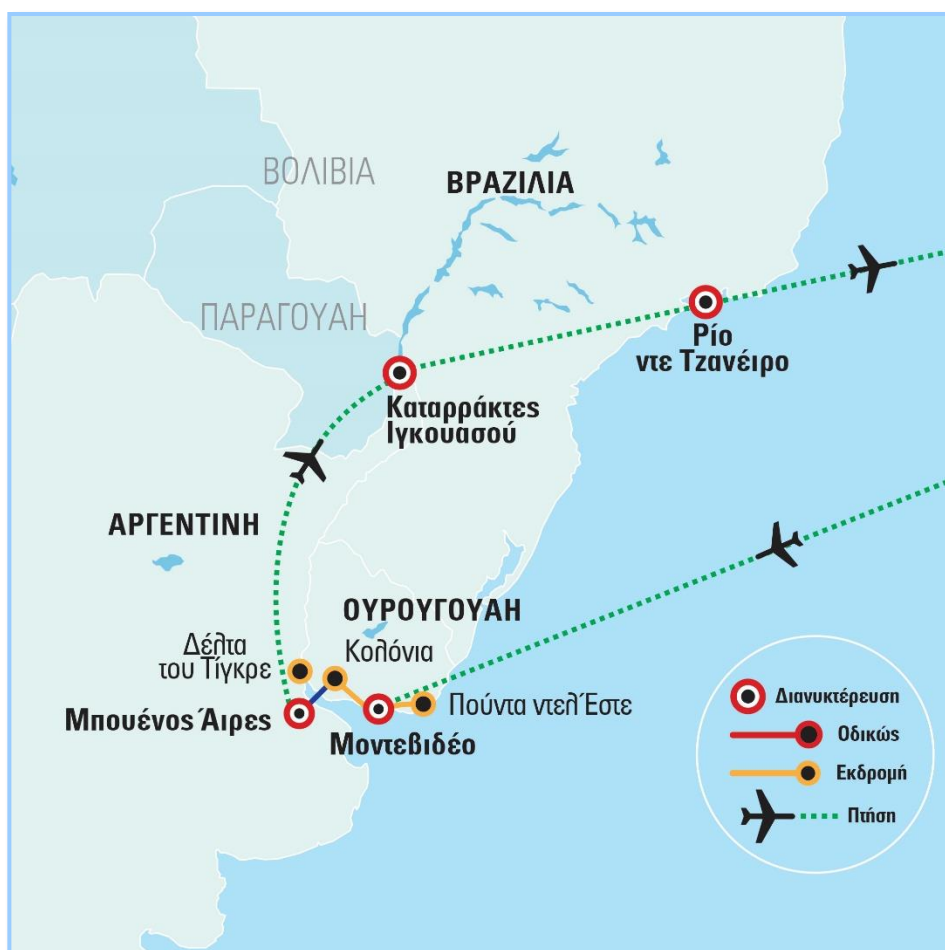 ΒΟΛΙΒΙΑ
ΒΡΑΖΙΛΙΑ
ΠΑΡΑΓΟΥΑΗ
Ρίο
ντε Τζανέιρο
Καταρράκτες
Ιγκουασού
ΑΡΓΕΝΤΙΝΗ
ΟΥΡΟΥΓΟΥΑΗ
Δέλτα
του Τίγκρε
Κολόνια
Πούντα ντελ Έστε
Μπουένος Άιρες
Μοντεβιδέο
Διανυκτέρευση
Οδικώς
Εκδρομή
Πτήση